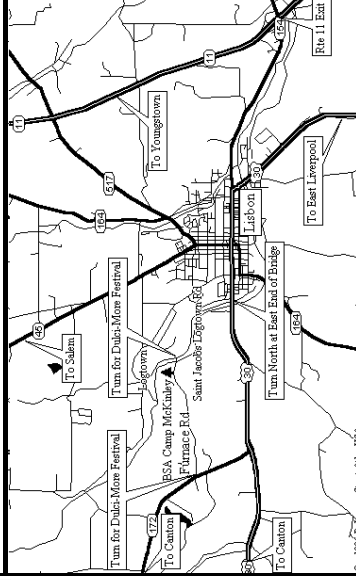 Rte 11 Exit
154
11
11
To Youngstown
517
164
45
To Salem
30
To East Liverpool
Lisbon
Turn for Dulci-More Festival
Logtown
BSA Camp McKinley
Saint Jacobs Logtown Rd
Furnace Rd
Turn North at East End of Bridge
164
30
Turn for Dulci-More Festival
172
To Canton
To Canton